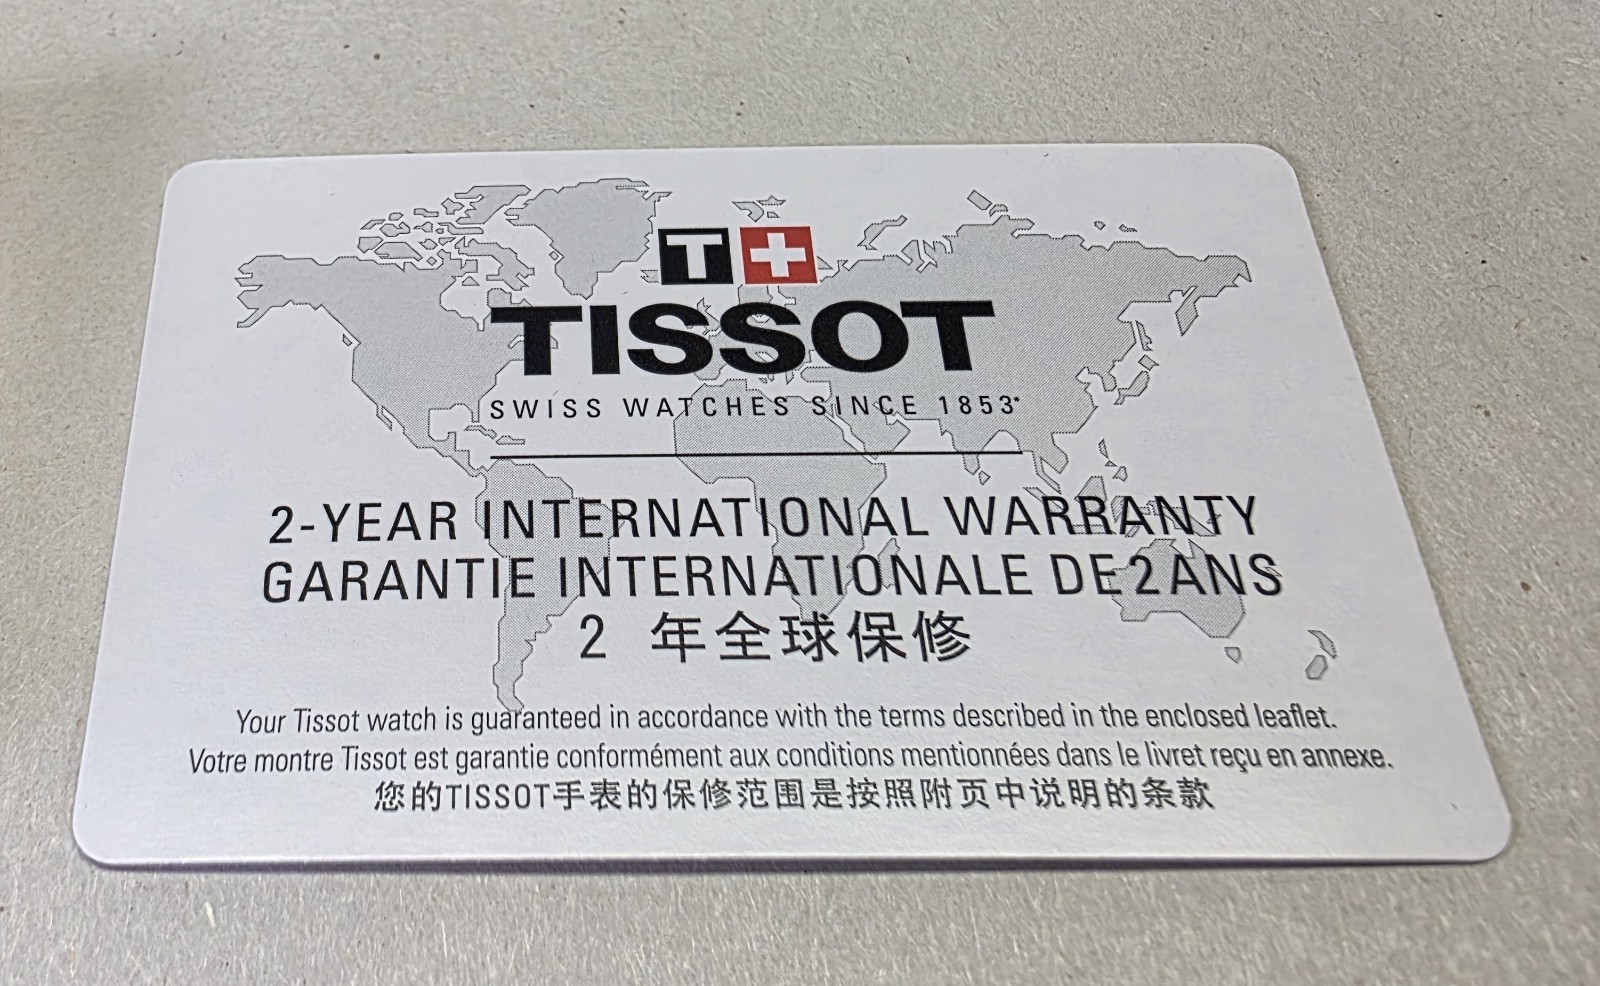 T+
TISSOT
SWISS WATCHES SINCE 1853*
2-YEAR INTERNATIONAL WARRANTY
GARANTIE INTERNATIONALE DE 2 ANS
2 年全球保修
Your Tissot watch is guaranteed in accordance with the terms described in the enclosed leaflet.
Votre montre Tissot est garantie conformément aux conditions mentionnées dans le livret reçu en annexe.
您的TISSOT手表的保修范围是按照附页中说明的条款